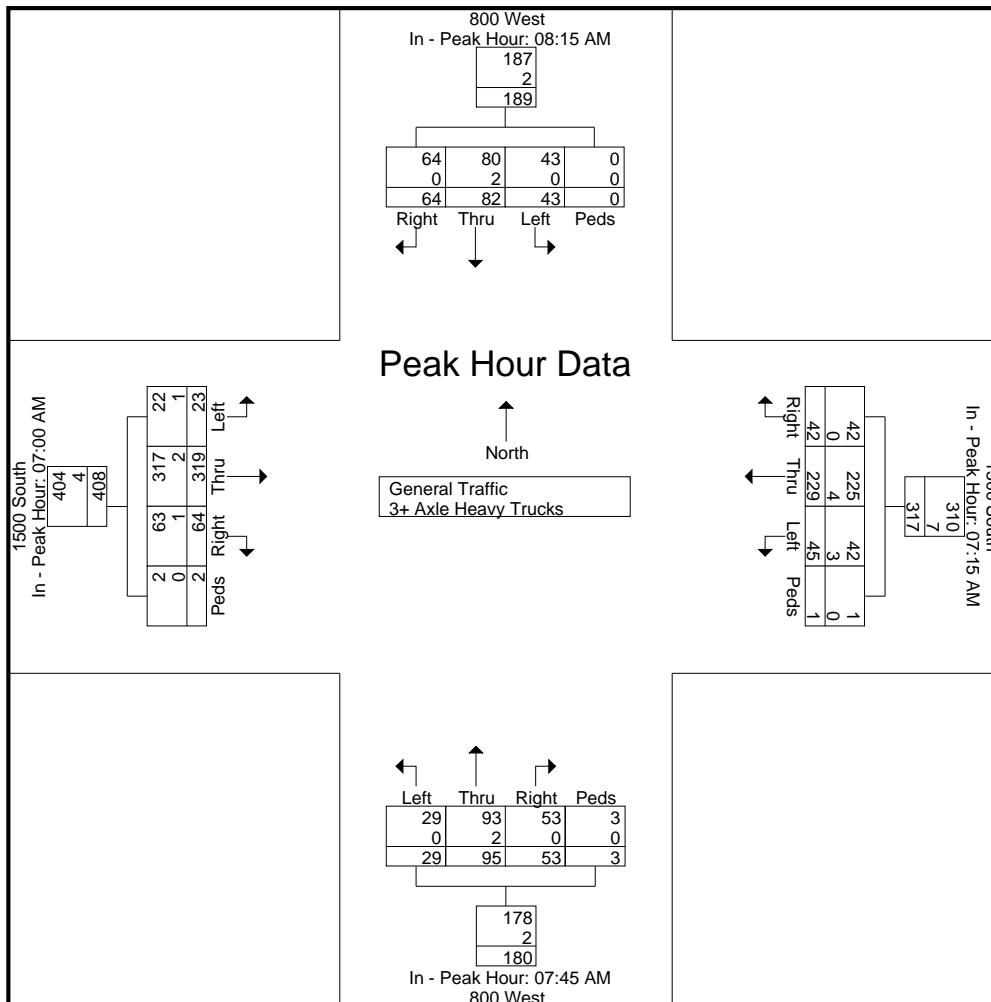 800 West
In - Peak Hour: 08:15 AM
187
2
189
64 80 43 0
0 2 0 0
64 82 43 0
Right Thru Left Peds
Peak Hour Data
North
General Traffic
3+ Axle Heavy Trucks
1500 South
In - Peak Hour: 07:00 AM
404
4
408
22 317 63 2
1 2 1 0
23 319 64 2
Left Thru Right Peds
1500 South
In - Peak Hour: 07:15 AM
310
7
317
42 225 42 1
0 4 3 0
42 229 45 1
Right Thru Left Peds
Left Thru Right Peds
29 93 53 3
0 2 0 0
29 95 53 3
178
2
180
In - Peak Hour: 07:45 AM
800 West